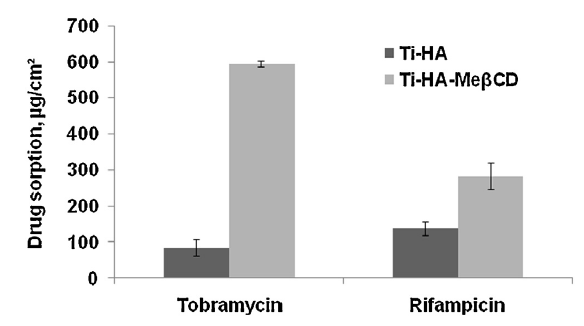 700
600
500
400
300
200
100
0
Drug sorption, µg/cm²
Ti-HA
Ti-HA-MeβCD
Tobramycin
Rifampicin